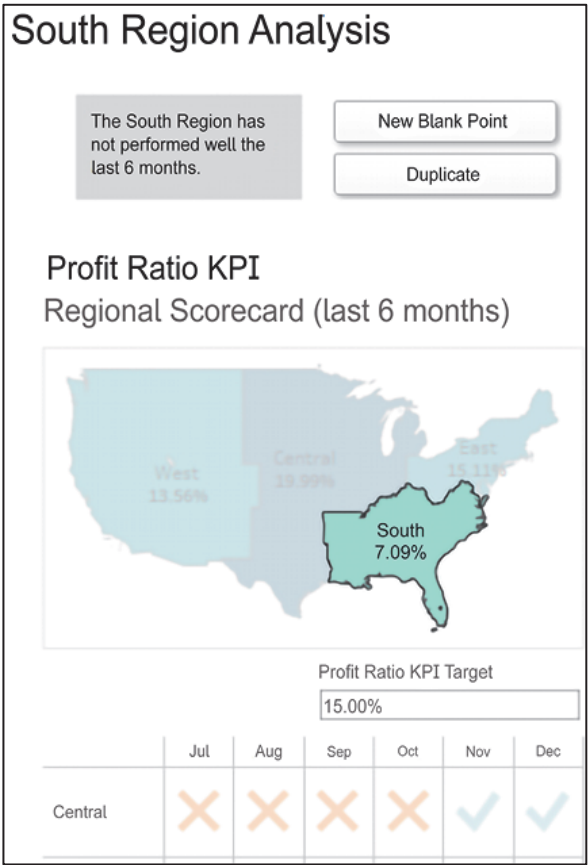 South Region Analysis
The South Region has
not performed well the
last 6 months.
New Blank Point
Duplicate
Profit Ratio KPI
Regional Scorecard (last 6 months)
West
13.56%
Central
19.99%
East
15.11%
South
7.09%
Profit Ratio KPI Target
15.00%
Jul Aug Sep Oct Nov Dec
Central